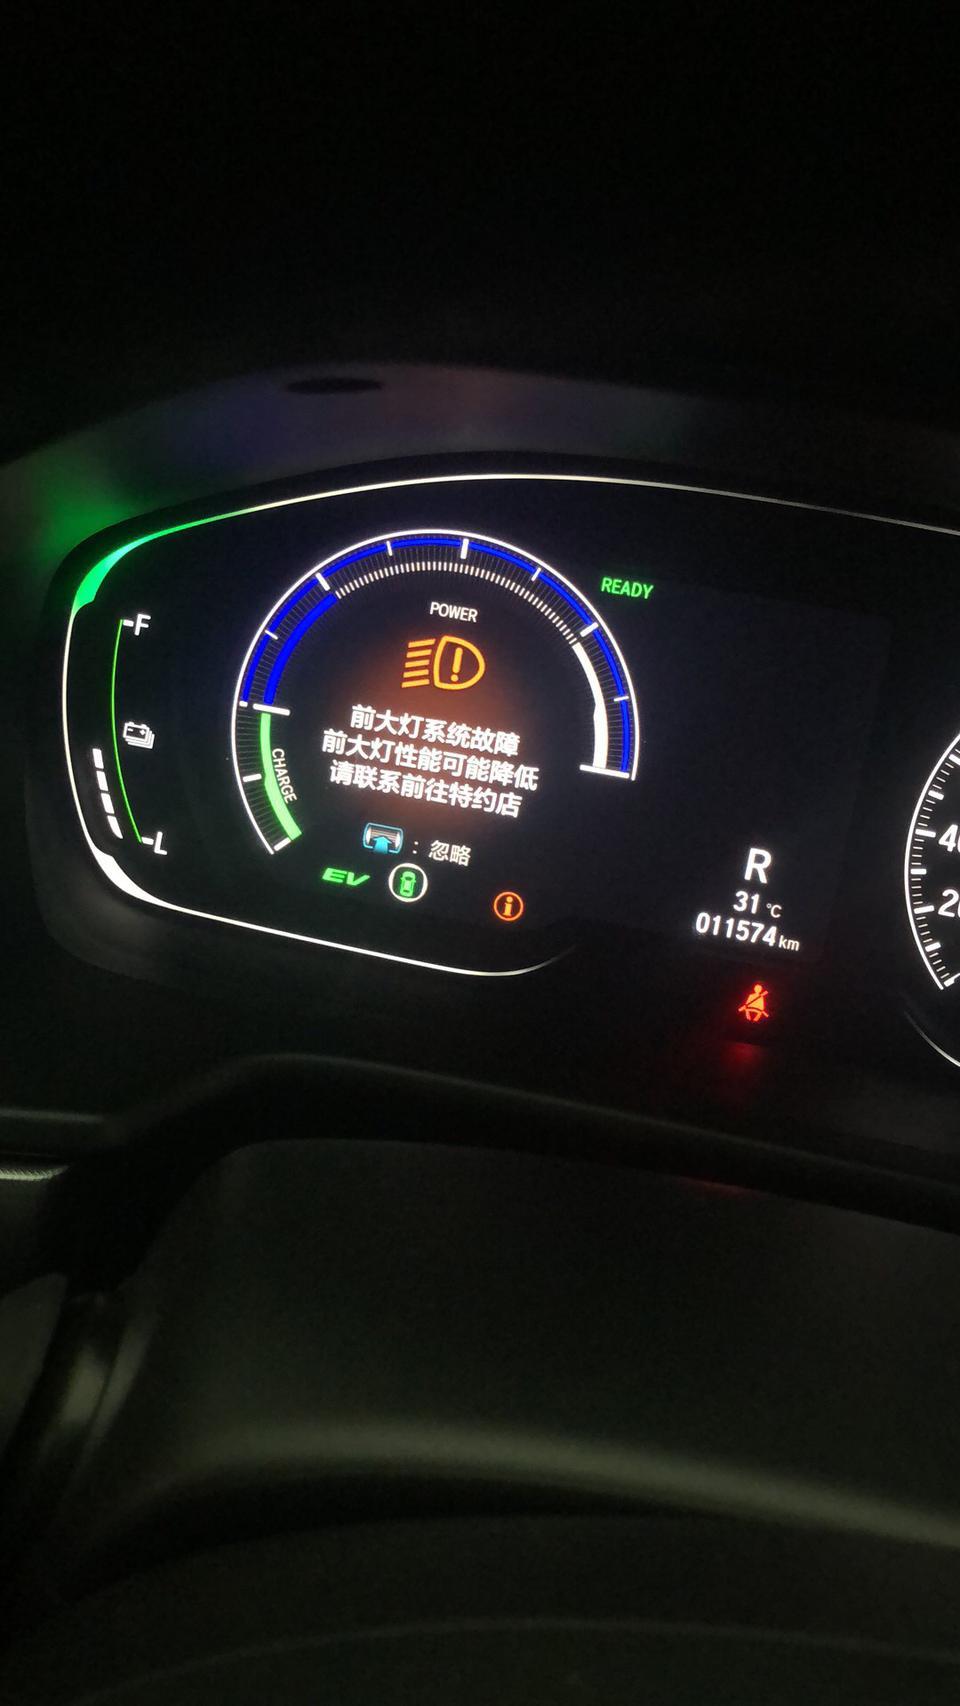 READY
F
POWER
前大灯系统故障
前大灯性能可能降低
请联系前往特约店
CHARGE
L
: 忽略
EV
R
31 °C
011574 km
20